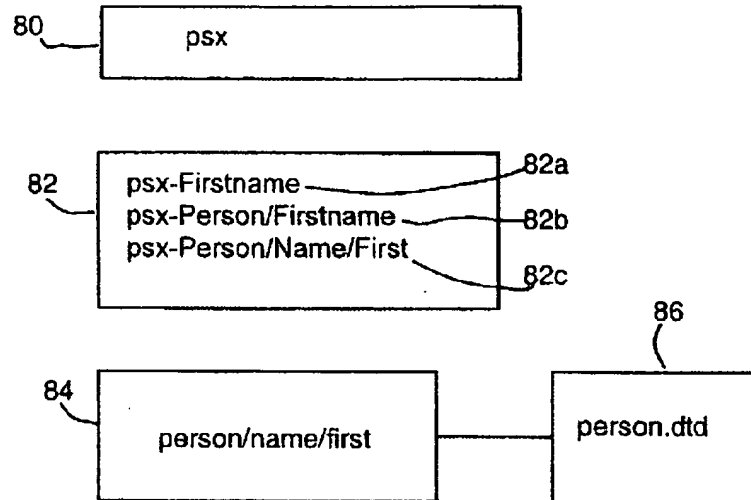 80
psx
82
psx-Firstname
82a
psx-Person/Firstname
82b
psx-Person/Name/First
82c
86
84
person/name/first
person.dtd